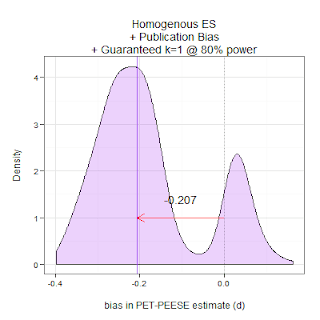 Homogenous ES
+ Publication Bias
+ Guaranteed k=1 @ 80% power
4
3
2
1
0
Density
-0.207
-0.4
-0.2
0.0
bias in PET-PEESE estimate (d)